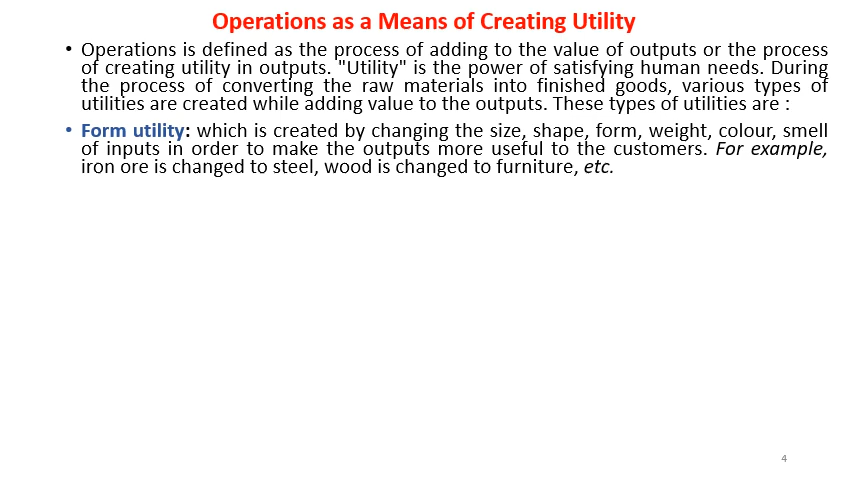 Operations as a Means of Creating Utility
• Operations is defined as the process of adding to the value of outputs or the process
of creating utility in outputs. "Utility" is the power of satisfying human needs. During
the process of converting the raw materials into finished goods, various types of
utilities are created while adding value to the outputs. These types of utilities are :
• Form utility: which is created by changing the size, shape, form, weight, colour, smell
of inputs in order to make the outputs more useful to the customers. For example,
iron ore is changed to steel, wood is changed to furniture, etc.
4